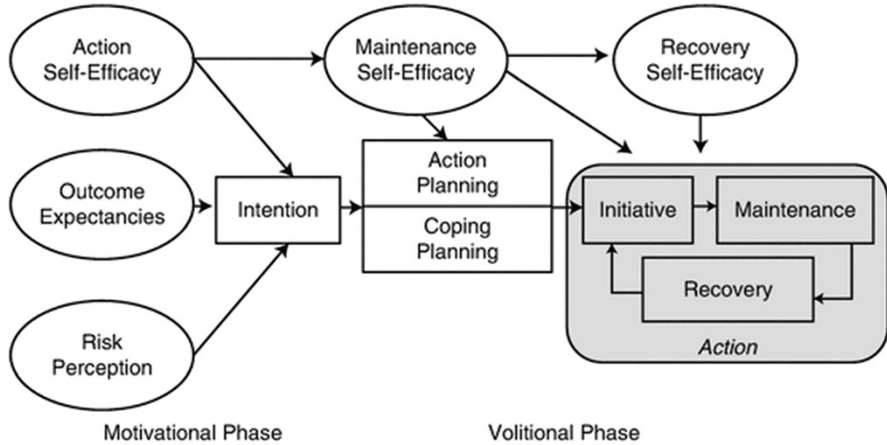 Action
Self-Efficacy
Maintenance
Self-Efficacy
Recovery
Self-Efficacy
Outcome
Expectancies
Intention
Action
Planning
Coping
Planning
Initiative
Maintenance
Recovery
Action
Risk
Perception
Motivational Phase
Volitional Phase